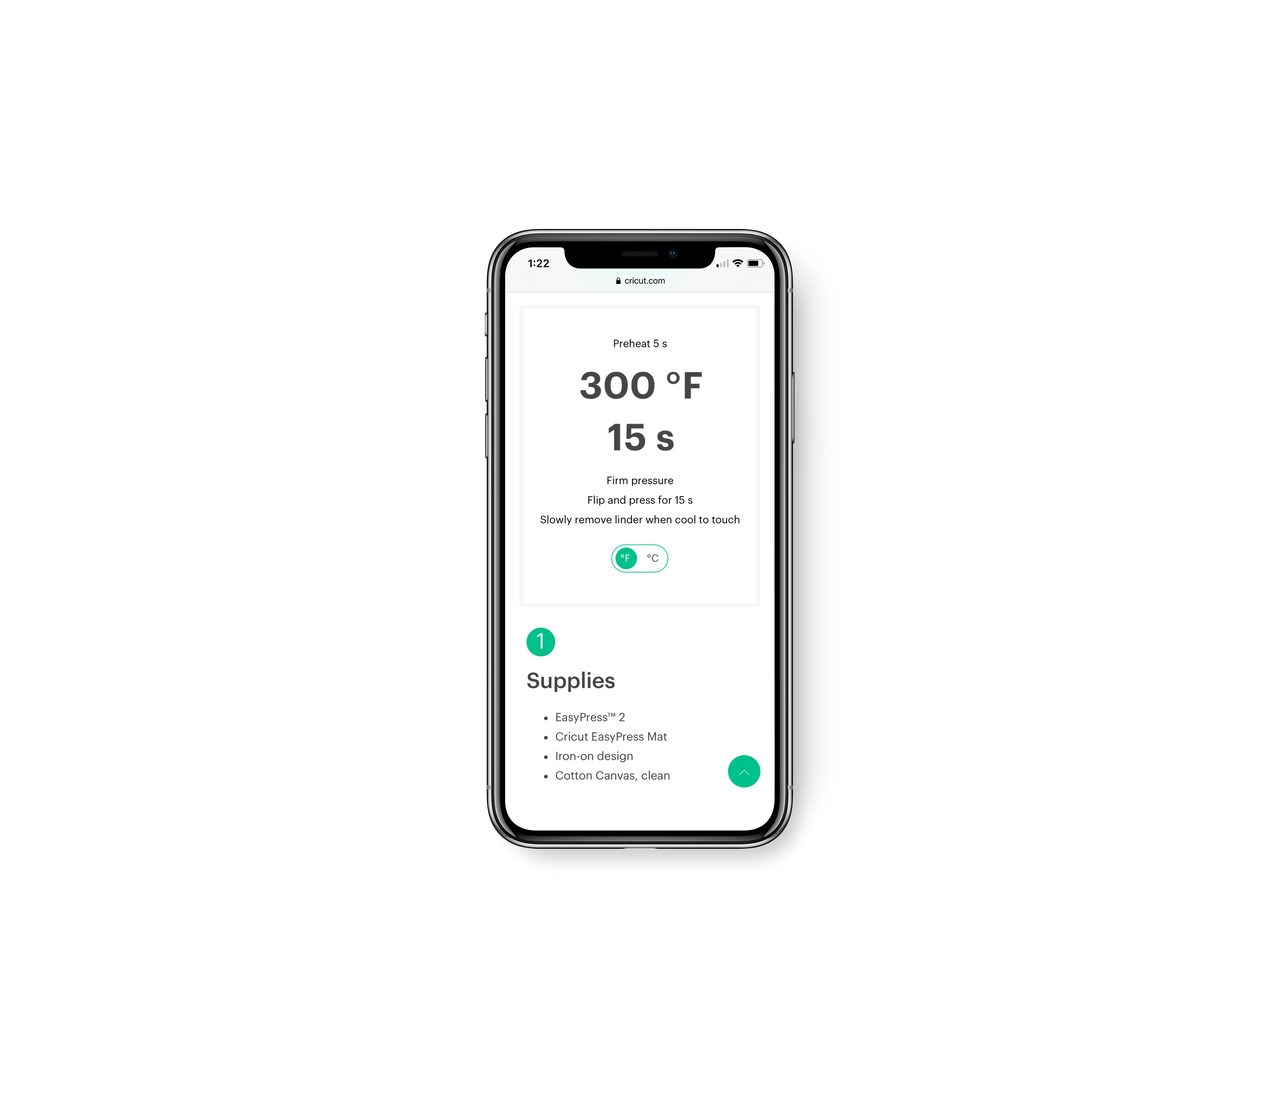 1:22
cricut.com
Preheat 5 s
300 °F
15 s
Firm pressure
Flip and press for 15 s
Slowly remove linder when cool to touch
°F °C
1
Supplies
• EasyPress™ 2
• Cricut EasyPress Mat
• Iron-on design
• Cotton Canvas, clean